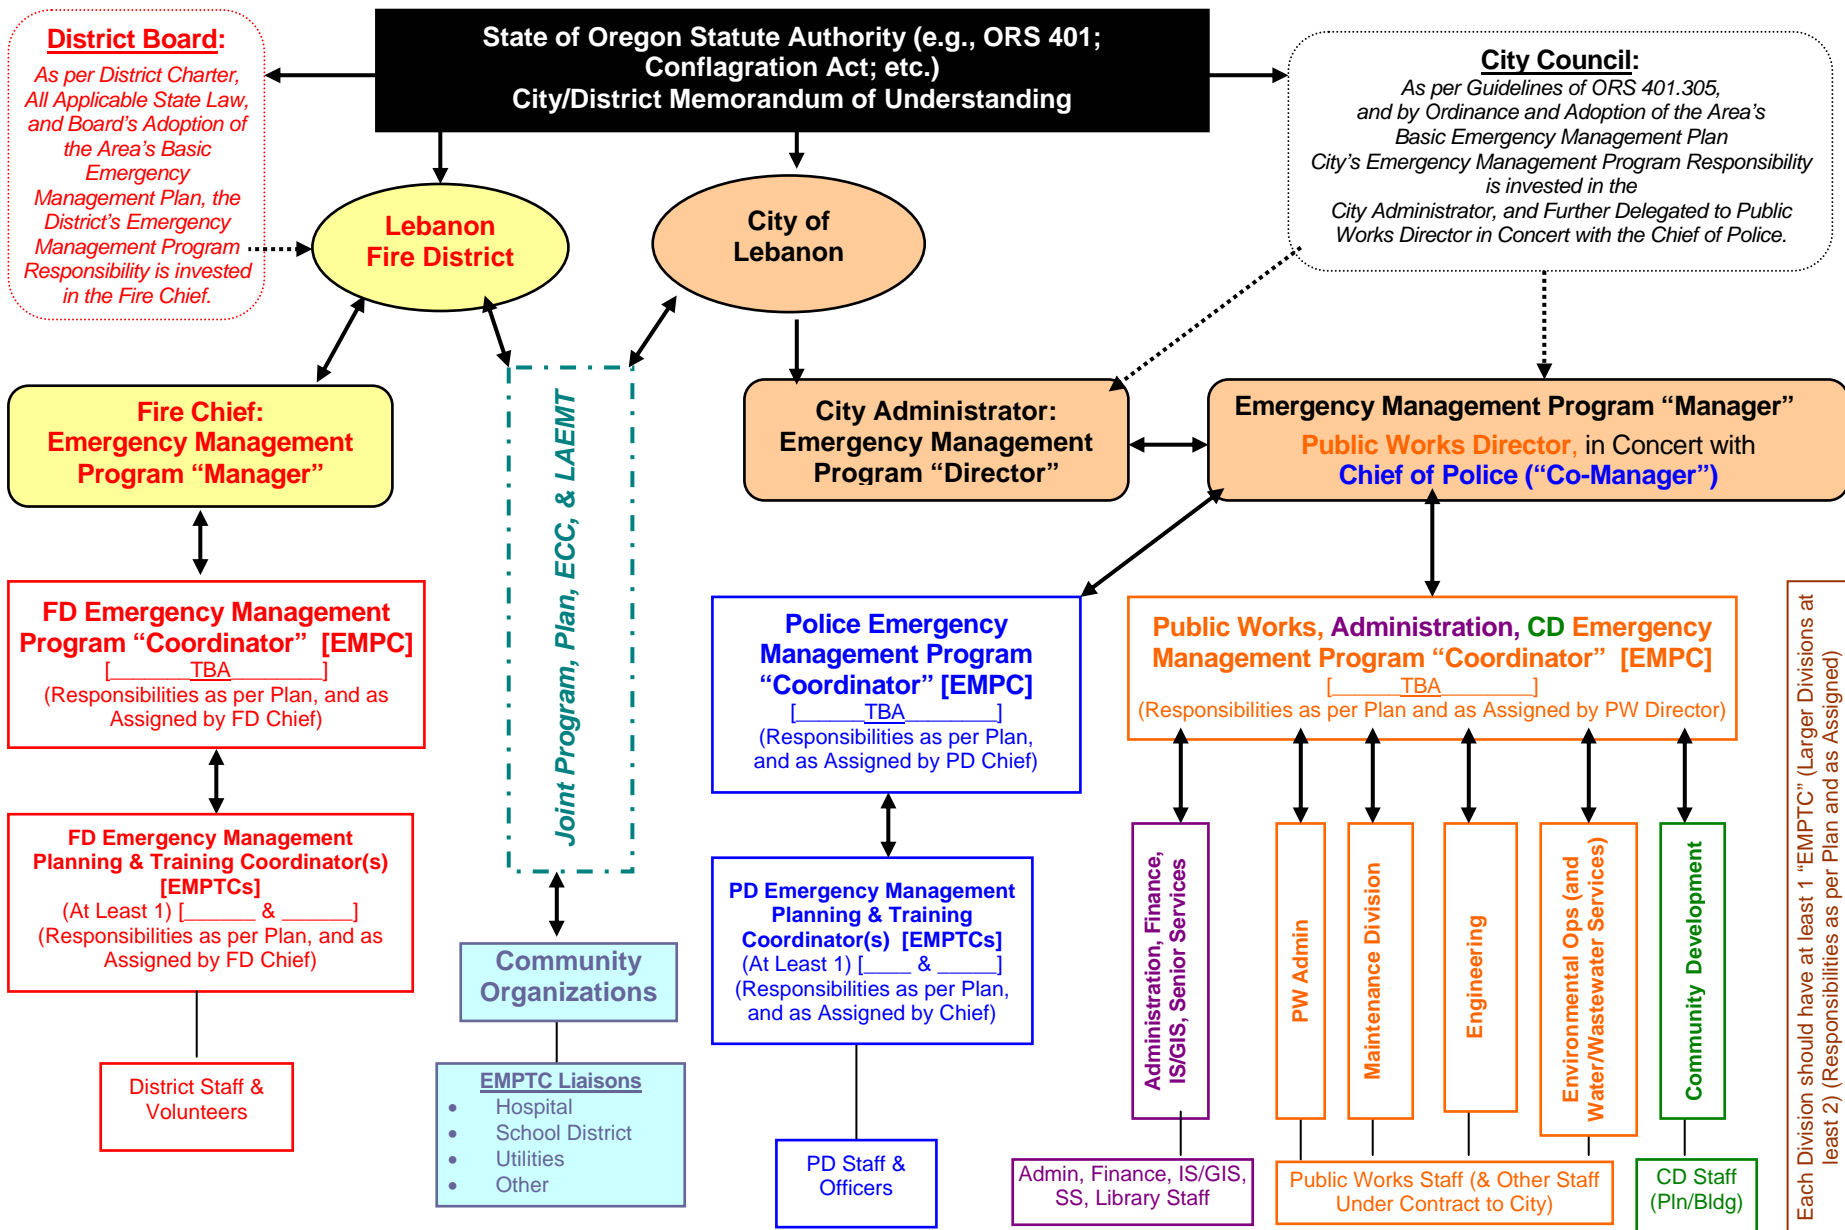 District Board:
As per District Charter,
All Applicable State Law,
and Board's Adoption of
the Area's Basic
Emergency
Management Plan, the
District's Emergency
Management Program
Responsibility is invested
in the Fire Chief.
State of Oregon Statute Authority (e.g., ORS 401;
Conflagration Act; etc.)
City/District Memorandum of Understanding
City Council:
As per Guidelines of ORS 401.305,
and by Ordinance and Adoption of the Area's
Basic Emergency Management Plan
City's Emergency Management Program Responsibility
is invested in the
City Administrator, and Further Delegated to Public
Works Director in Concert with the Chief of Police.
Lebanon
Fire District
City of
Lebanon
Fire Chief:
Emergency Management
Program “Manager”
Joint Program, Plan, ECC, & LAEMT
City Administrator:
Emergency Management
Program “Director”
Emergency Management Program “Manager”
Public Works Director, in Concert with
Chief of Police (“Co-Manager”)
FD Emergency Management
Program “Coordinator” [EMPC]
[_______TBA________]
(Responsibilities as per Plan, and as
Assigned by FD Chief)
Police Emergency
Management Program
“Coordinator” [EMPC]
[______TBA________]
(Responsibilities as per Plan,
and as Assigned by PD Chief)
Public Works, Administration, CD Emergency
Management Program “Coordinator” [EMPC]
[______TBA________]
(Responsibilities as per Plan and as Assigned by PW Director)
FD Emergency Management
Planning & Training Coordinator(s)
[EMPTCs]
(At Least 1) [______ & ______]
(Responsibilities as per Plan, and as
Assigned by FD Chief)
PD Emergency Management
Planning & Training
Coordinator(s) [EMPTCs]
(At Least 1) [____ & _____]
(Responsibilities as per Plan,
and as Assigned by Chief)
Community
Organizations
Administration, Finance,
IS/GIS, Senior Services
PW Admin
Maintenance Division
Engineering
Environmental Ops (and
Water/Wastewater Services)
Community Development
Each Division should have at least 1 “EMPTC” (Larger Divisions at
least 2) (Responsibilities as per Plan and as Assigned)
District Staff &
Volunteers
EMPTC Liaisons
• Hospital
• School District
• Utilities
• Other
PD Staff &
Officers
Admin, Finance, IS/GIS,
SS, Library Staff
Public Works Staff (& Other Staff
Under Contract to City)
CD Staff
(Pln/Bldg)